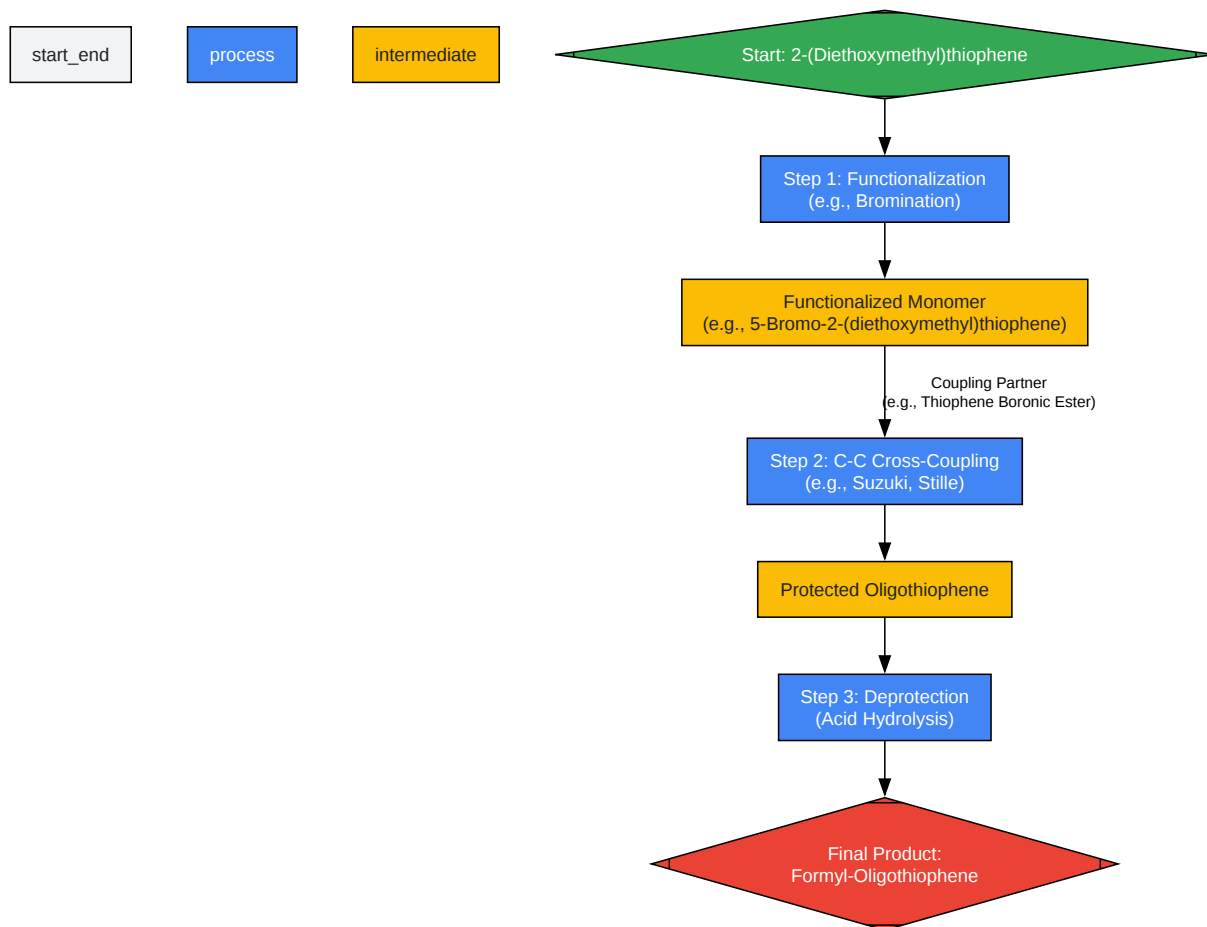 start_end
process
intermediate
Start: 2-(Diethoxymethyl)thiophene
Step 1: Functionalization
(e.g., Bromination)
Functionalized Monomer
(e.g., 5-Bromo-2-(diethoxymethyl)thiophene)
Coupling Partner
(e.g., Thiophene Boronic Ester)
Step 2: C-C Cross-Coupling
(e.g., Suzuki, Stille)
Protected Oligothiophene
Step 3: Deprotection
(Acid Hydrolysis)
Final Product:
Formyl-Oligothiophene